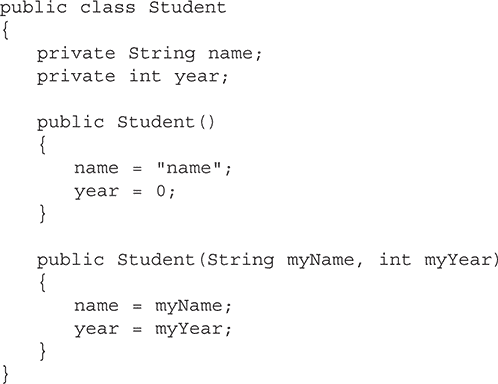 public class Student
{
    private String name;
    private int year;

    public Student()
    {
        name = "name";
        year = 0;
    }

    public Student(String myName, int myYear)
    {
        name = myName;
        year = myYear;
    }
}